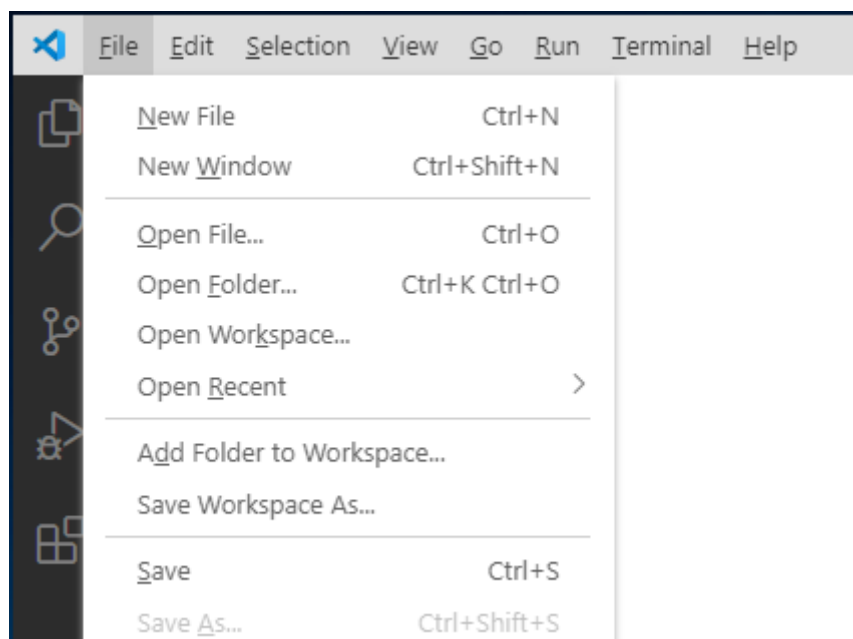 File Edit Selection View Go Run Terminal Help
New File Ctrl+N
New Window Ctrl+Shift+N
Open File... Ctrl+O
Open Folder... Ctrl+K Ctrl+O
Open Workspace...
Open Recent
Add Folder to Workspace...
Save Workspace As...
Save Ctrl+S
Save As... Ctrl+Shift+S